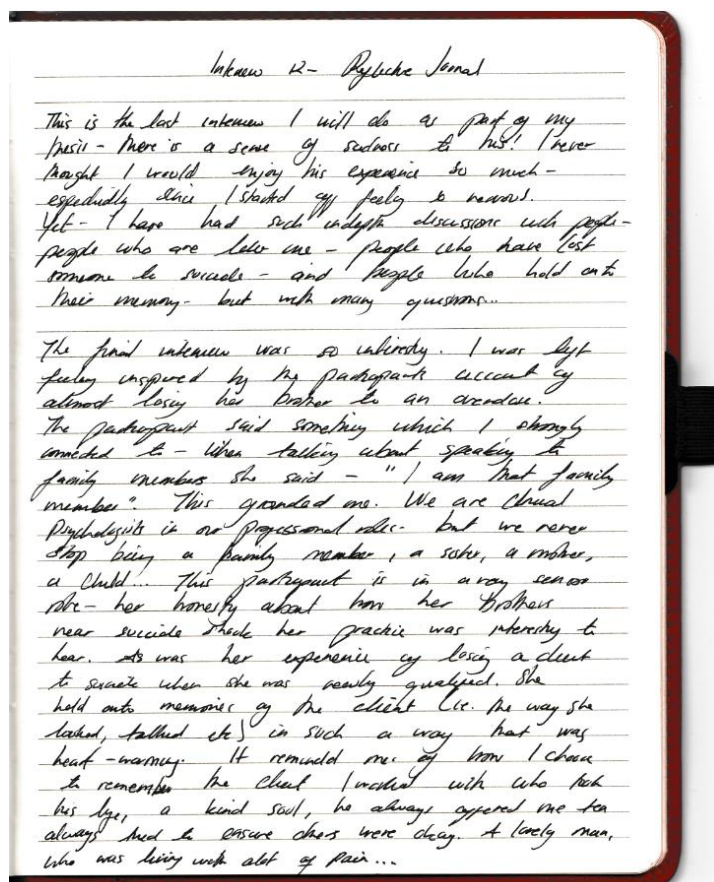 Interview 12 - Reflective Journal
This is the last interview I will do as part of my
thesis - there is a sense of sadness to this! I never
thought I would enjoy this experience so much -
especially since I started off feeling so nervous.
Yet - I have had such indepth discussions with people -
people who are like me - people who have lost
someone to suicide - and people who hold onto
their memory - but with many questions...
The final interview was so interesting. I was left
feeling inspired by the participants account of
almost losing her brother to an overdose.
The participant said something which I strongly
connected to - when talking about speaking to
family members she said - "I am that family
member". This grounded me. We are Clinical
Psychologists in our professional roles - but we never
stop being a family member, a sister, a mother,
a child... This participant is in a very senior
role - her honesty about how her brothers
near suicide shook her practice was interesting to
hear. As was her experience of losing a client
to suicide when she was newly qualified. She
held onto memories of the client (i.e. the way she
looked, talked etc) in such a way that was
heart-warming. It reminded me of how I chose
to remember the client I worked with who took
his life, a kind soul, he always offered me tea
always tried to ensure others were okay. A lovely man,
who was living with alot of pain...